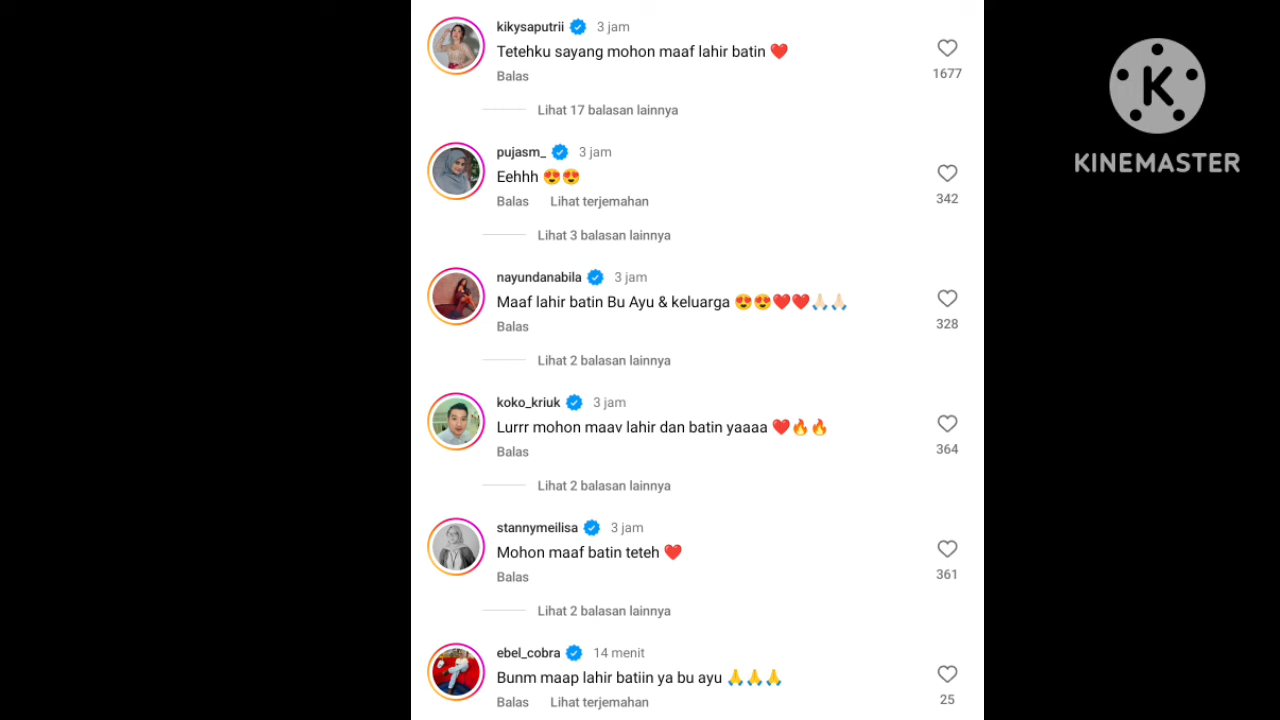 kikysaputrii 3 jam
Tetehku sayang mohon maaf lahir batin ❤️
1677
Balas
Lihat 17 balasan lainnya
pujasm_ 3 jam
Eehhh 😍😍
342
Balas Lihat terjemahan
Lihat 3 balasan lainnya
nayundanabila 3 jam
Maaf lahir batin Bu Ayu & keluarga 😍😍❤️❤️🙏🏻🙏🏻
328
Balas
Lihat 2 balasan lainnya
koko_kriuk 3 jam
Lurrr mohon maav lahir dan batin yaaaa ❤️🔥🔥
364
Balas
Lihat 2 balasan lainnya
stannymeilisa 3 jam
Mohon maaf batin teteh ❤️
361
Balas
Lihat 2 balasan lainnya
ebel_cobra 14 menit
Bunm maap lahir batiin ya bu ayu 🙏🙏🙏
25
Balas Lihat terjemahan
K
KINEMASTER